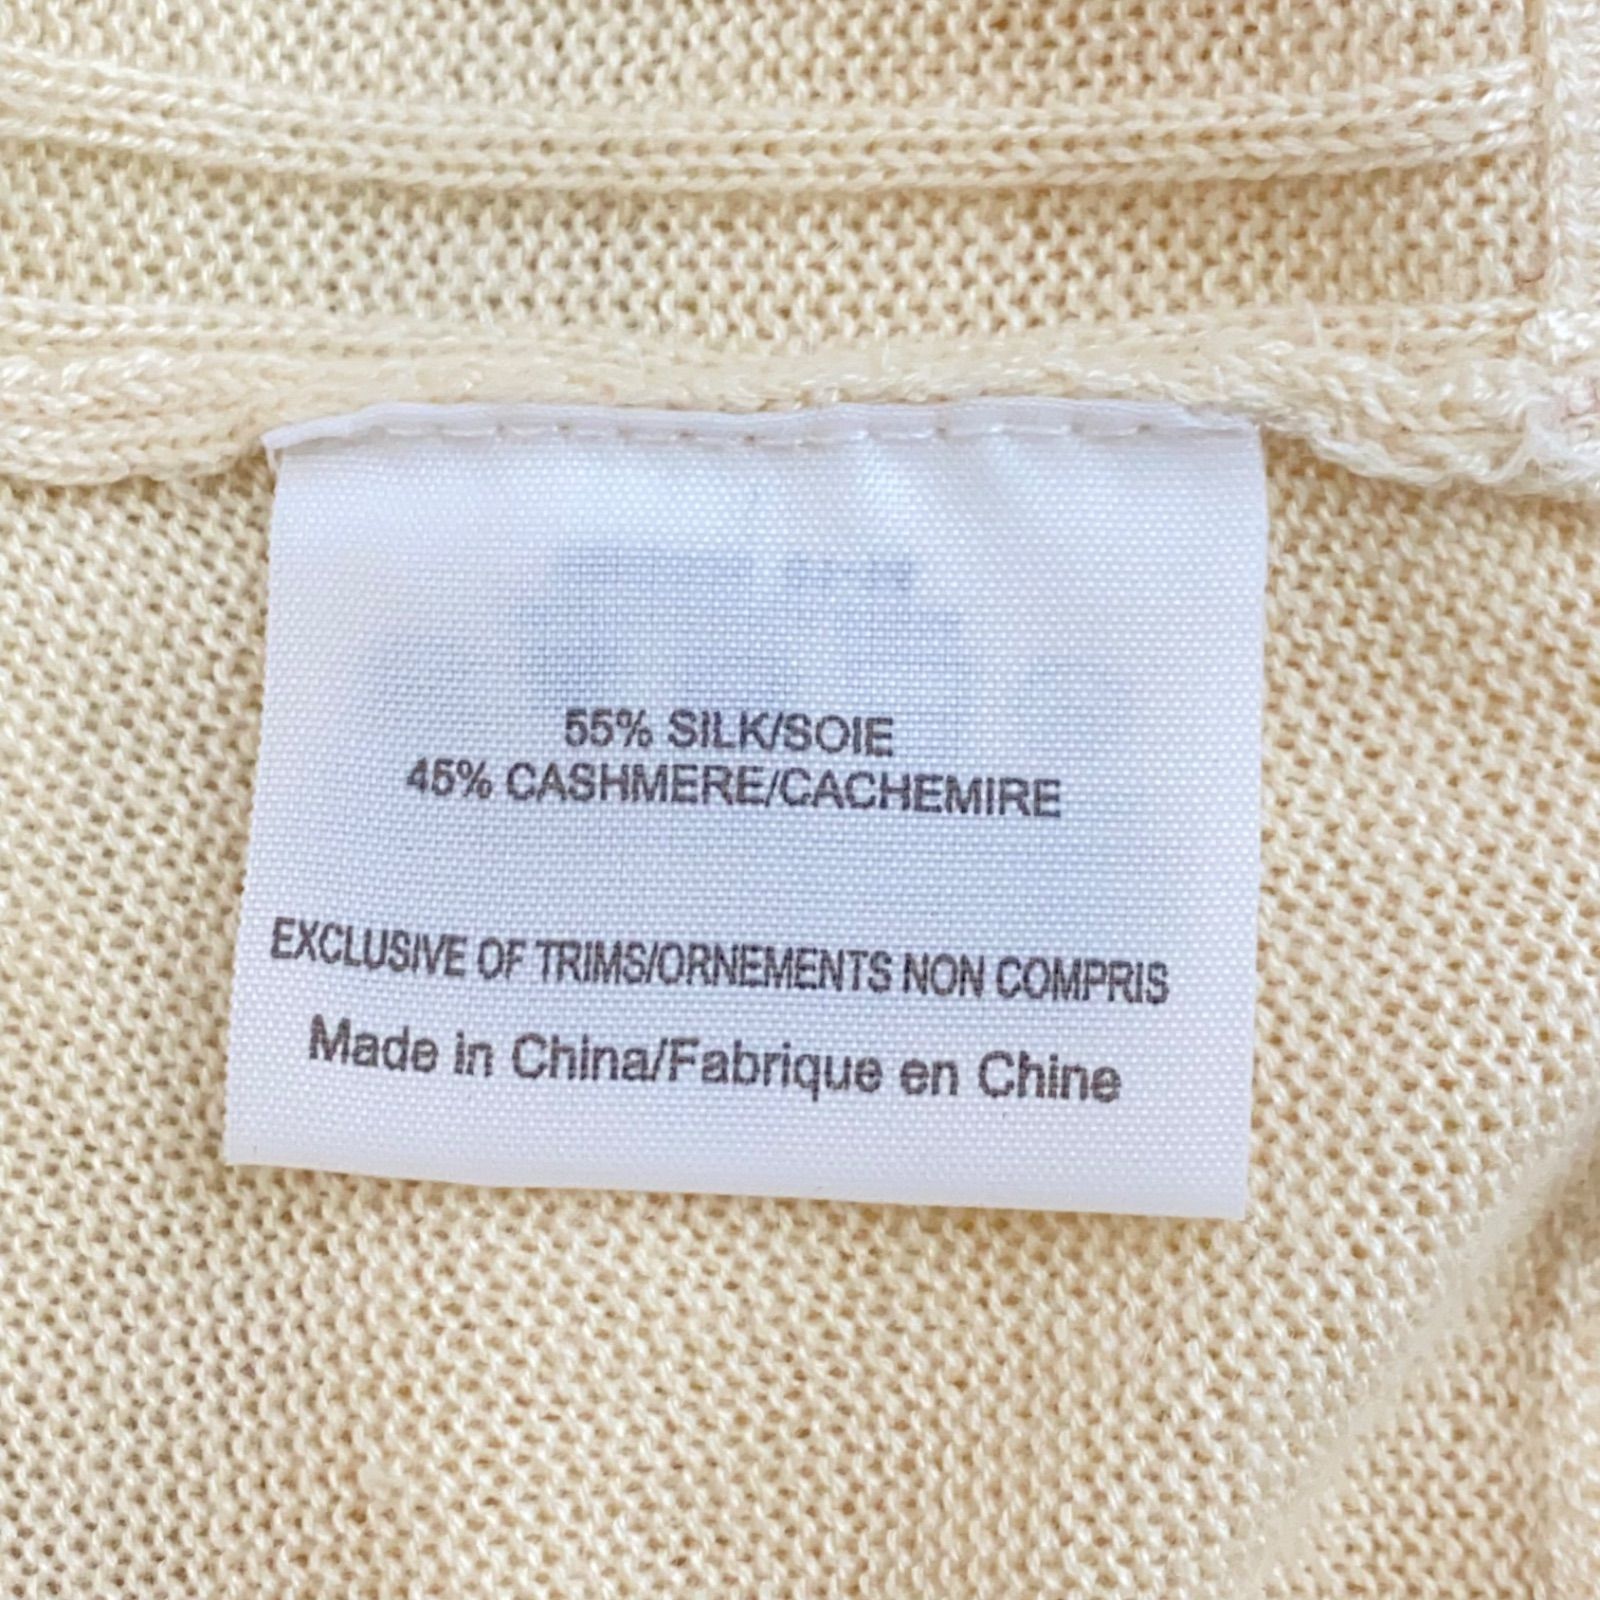 55% SILK/SOIE
45% CASHMERE/CACHEMIRE
EXCLUSIVE OF TRIMS/ORNEMENTS NON COMPRIS
Made in China/Fabrique en Chine